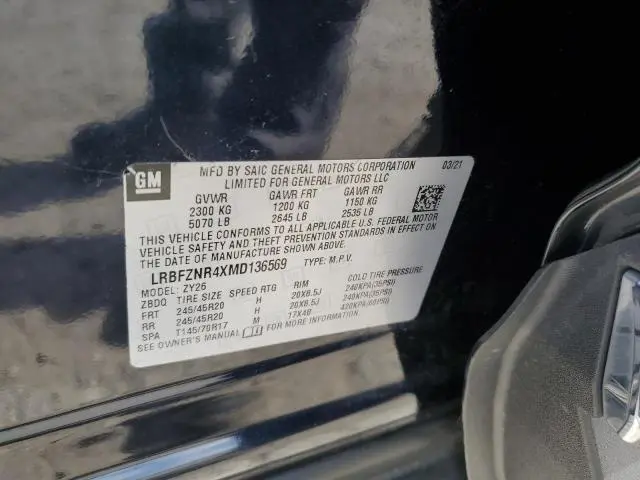 GM
MFD BY SAIC GENERAL MOTORS CORPORATION 03/21
LIMITED FOR GENERAL MOTORS LLC
GVWR GAWR FRT GAWR RR
2300 KG 1200 KG 1150 KG
5070 LB 2645 LB 2535 LB
THIS VEHICLE CONFORMS TO ALL APPLICABLE U.S. FEDERAL MOTOR
VEHICLE SAFETY AND THEFT PREVENTION STANDARDS IN EFFECT ON
THE DATE OF MANUFACTURE SHOWN ABOVE.
LRBFZNR4XMD136569 TYPE: M.P.V.
MODEL: ZY26
ZBDQ TIRE SIZE SPEED RTG RIM COLD TIRE PRESSURE
FRT 245/45R20 H 20X8.5J 240KPA(35PSI)
RR 245/45R20 H 20X8.5J 240KPA(35PSI)
SPA T145/70R17 M 17X4B 420KPA(60PSI)
SEE OWNER'S MANUAL FOR MORE INFORMATION.